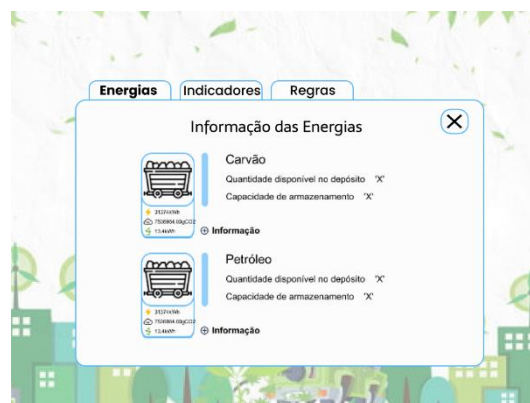 Energias Indicadores Regras
Informação das Energias
Carvão
Quantidade disponível no depósito 'X'
Capacidade de armazenamento 'X'
⊕ Informação
Petróleo
Quantidade disponível no depósito 'X'
Capacidade de armazenamento 'X'
⊕ Informação